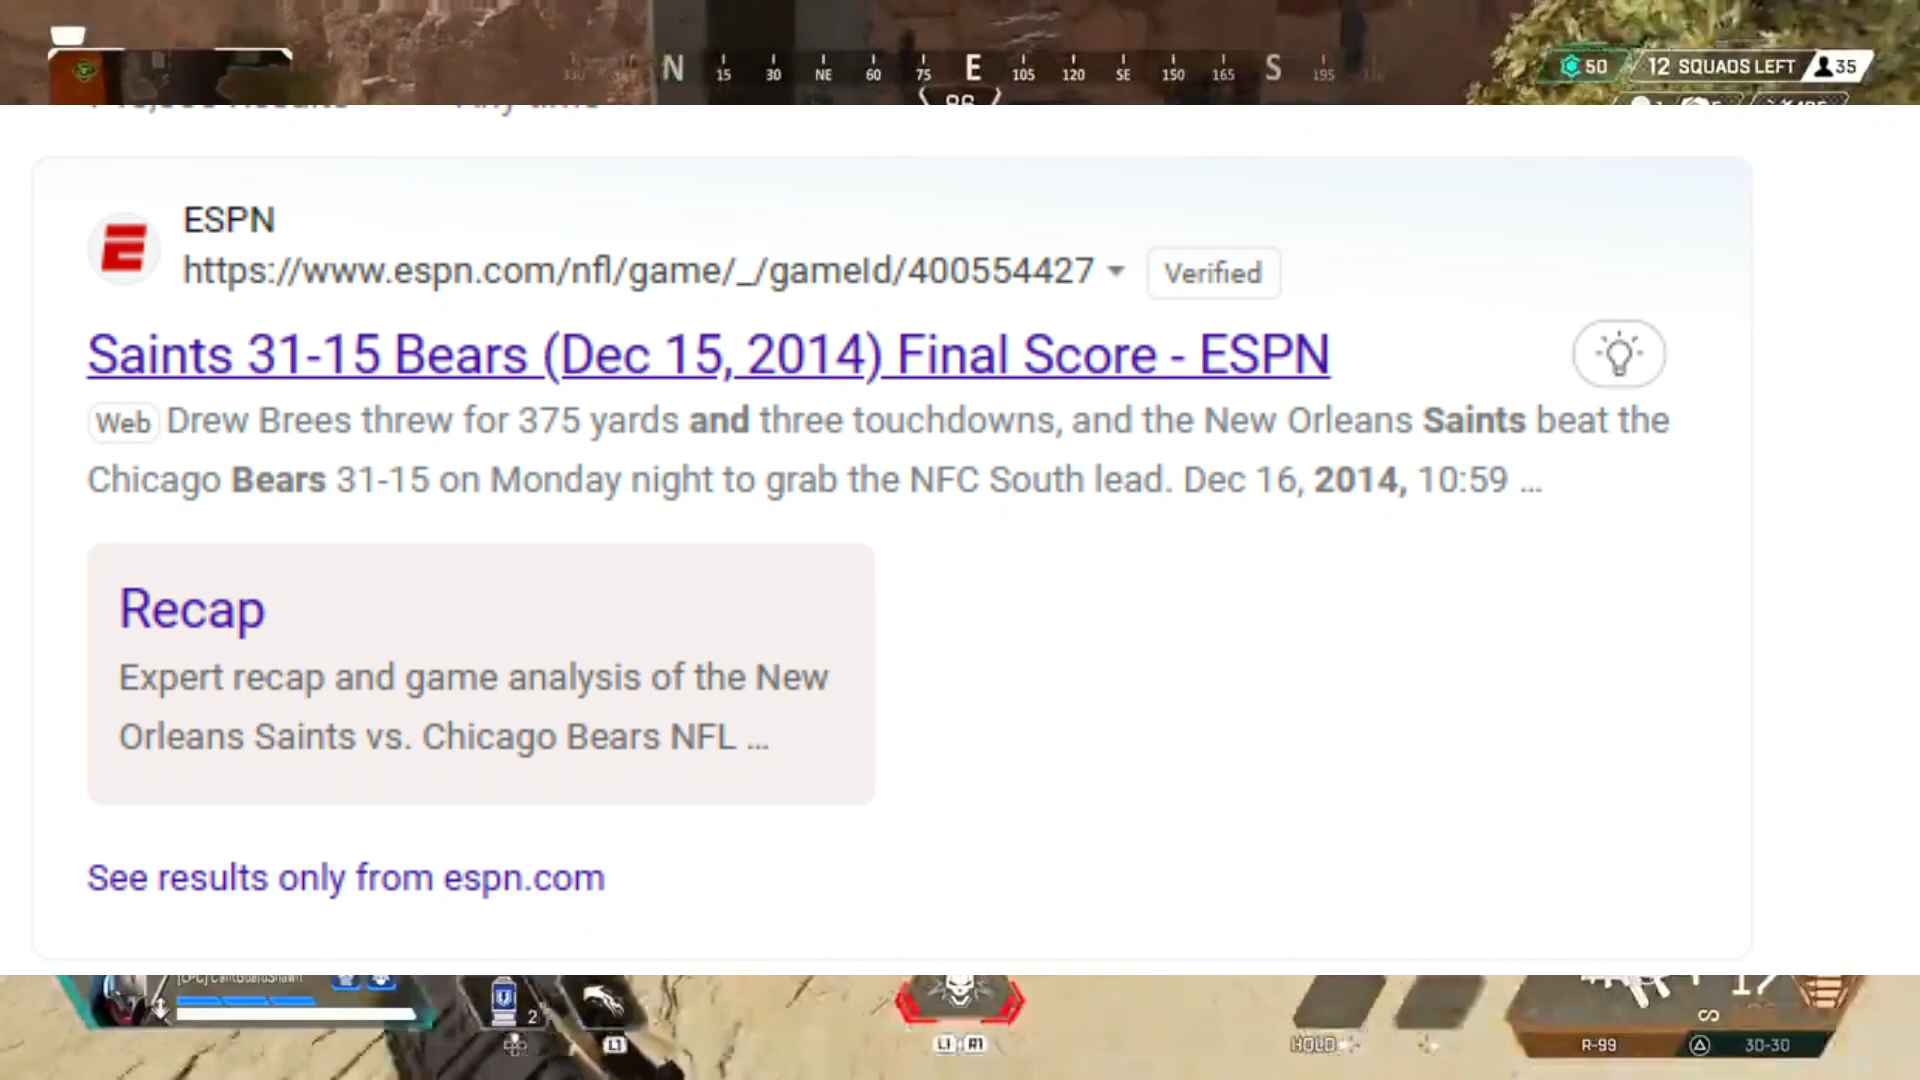 N 15 30 NE 60 75 E 105 120 SE 150 165 S 195
50 12 SQUADS LEFT 35
ESPN
https://www.espn.com/nfl/game/_/gameId/400554427 Verified
Saints 31-15 Bears (Dec 15, 2014) Final Score - ESPN
Web Drew Brees threw for 375 yards and three touchdowns, and the New Orleans Saints beat the
Chicago Bears 31-15 on Monday night to grab the NFC South lead. Dec 16, 2014, 10:59 ...
Recap
Expert recap and game analysis of the New
Orleans Saints vs. Chicago Bears NFL ...
See results only from espn.com
2
L1
L1 R1
HOLD
R-99 30-30